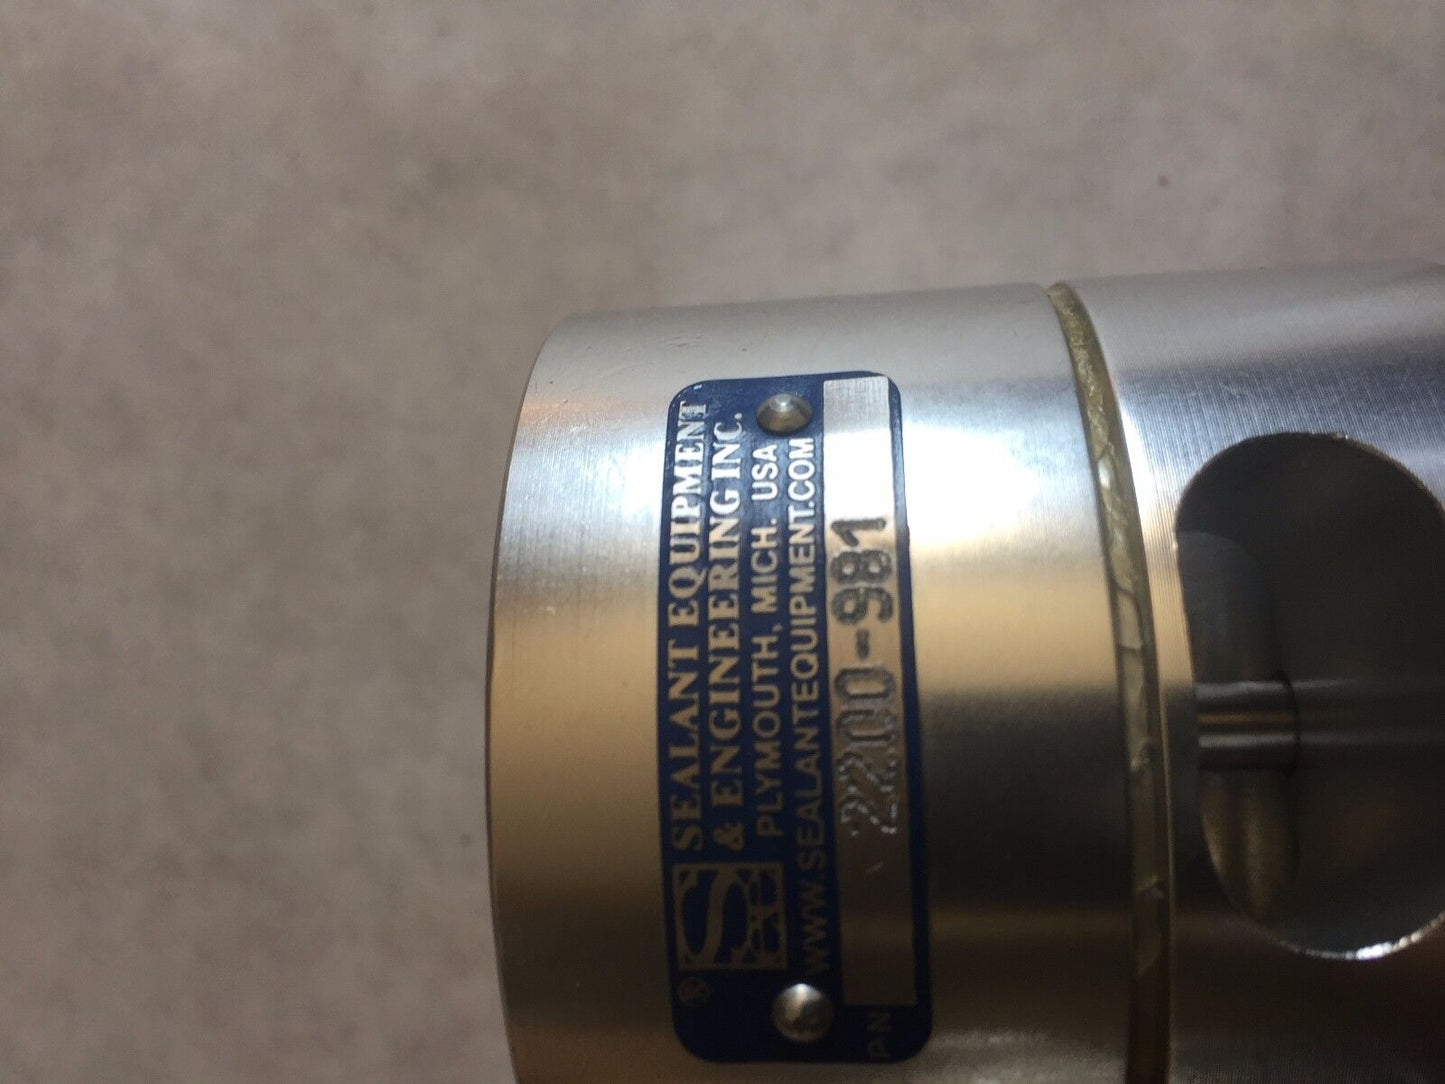 SEALANT EQUIPMENT
& ENGINEERING INC.
PLYMOUTH, MICH. USA
WWW.SEALANTEQUIPMENT.COM
PN 2200-981
®